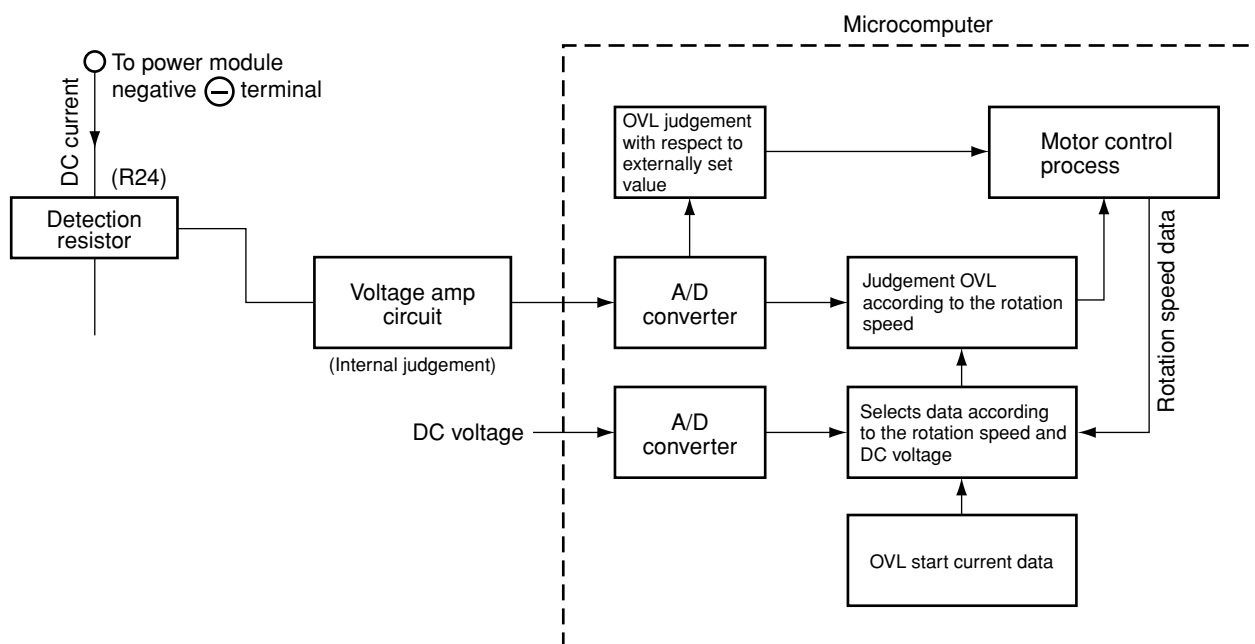 Microcomputer
To power module
negative ⊖ terminal
DC current
(R24)
Detection
resistor
Voltage amp
circuit
(Internal judgement)
OVL judgement
with respect to
externally set
value
Motor control
process
A/D
converter
Judgement OVL
according to the rotation
speed
Rotation speed data
DC voltage
A/D
converter
Selects data according
to the rotation speed and
DC voltage
OVL start current data